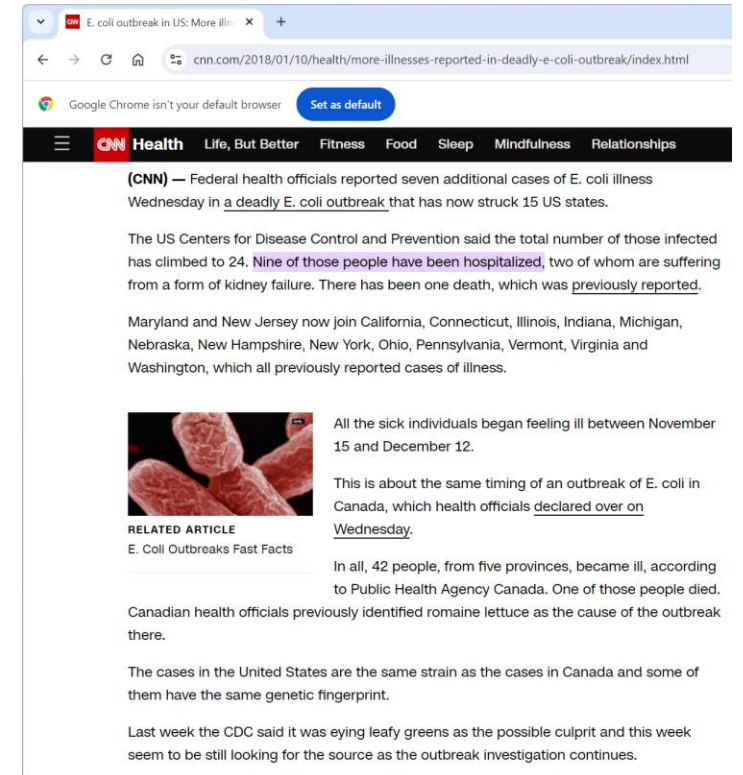 E. coli outbreak in US: More illn
cnn.com/2018/01/10/health/more-illnesses-reported-in-deadly-e-coli-outbreak/index.html
Google Chrome isn't your default browser Set as default
CNN Health Life, But Better Fitness Food Sleep Mindfulness Relationships
(CNN) — Federal health officials reported seven additional cases of E. coli illness
Wednesday in a deadly E. coli outbreak that has now struck 15 US states.
The US Centers for Disease Control and Prevention said the total number of those infected
has climbed to 24. Nine of those people have been hospitalized, two of whom are suffering
from a form of kidney failure. There has been one death, which was previously reported.
Maryland and New Jersey now join California, Connecticut, Illinois, Indiana, Michigan,
Nebraska, New Hampshire, New York, Ohio, Pennsylvania, Vermont, Virginia and
Washington, which all previously reported cases of illness.
All the sick individuals began feeling ill between November
15 and December 12.
This is about the same timing of an outbreak of E. coli in
Canada, which health officials declared over on
Wednesday.
RELATED ARTICLE
E. Coli Outbreaks Fast Facts
In all, 42 people, from five provinces, became ill, according
to Public Health Agency Canada. One of those people died.
Canadian health officials previously identified romaine lettuce as the cause of the outbreak
there.
The cases in the United States are the same strain as the cases in Canada and some of
them have the same genetic fingerprint.
Last week the CDC said it was eying leafy greens as the possible culprit and this week
seem to be still looking for the source as the outbreak investigation continues.